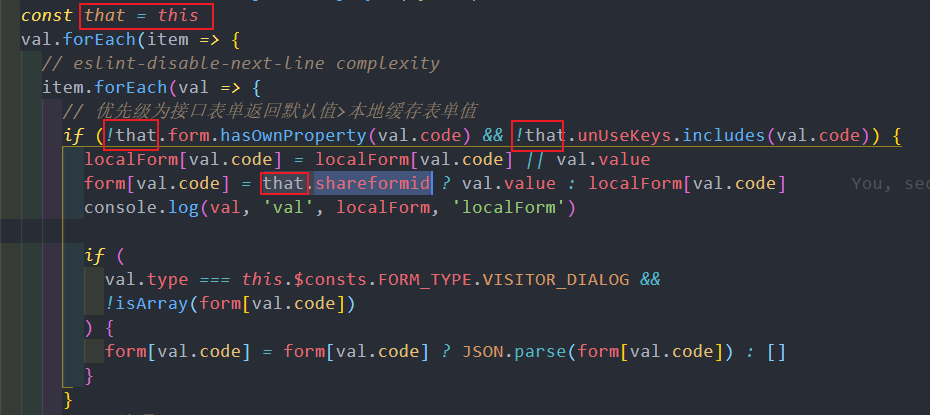 const that = this
val.forEach(item => {
// eslint-disable-next-line complexity
item.forEach(val => {
// 优先级为接口表单返回默认值>本地缓存表单值
if (!that.form.hasOwnProperty(val.code) && !that.unUseKeys.includes(val.code)) {
localForm[val.code] = localForm[val.code] || val.value
form[val.code] = that.shareformid ? val.value : localForm[val.code] You, sec
console.log(val, 'val', localForm, 'localForm')
if (
val.type === this.$consts.FORM_TYPE.VISITOR_DIALOG &&
!isArray(form[val.code])
) {
form[val.code] = form[val.code] ? JSON.parse(form[val.code]) : []
}
}